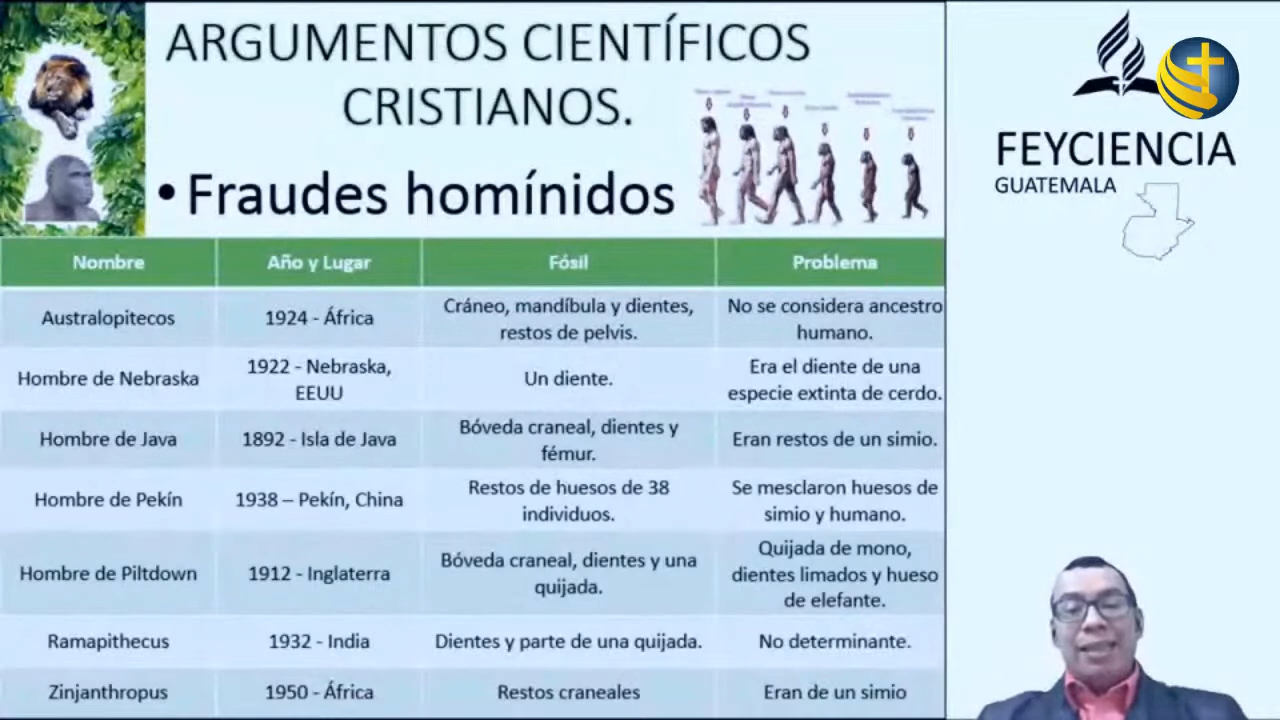 ARGUMENTOS CIENTÍFICOS
CRISTIANOS.
• Fraudes homínidos
FEYCIENCIA
GUATEMALA
Nombre
Año y Lugar
Fósil
Problema
Australopitecos
1924 - África
Cráneo, mandíbula y dientes,
restos de pelvis.
No se considera ancestro
humano.
Hombre de Nebraska
1922 - Nebraska,
EEUU
Un diente.
Era el diente de una
especie extinta de cerdo.
Hombre de Java
1892 - Isla de Java
Bóveda craneal, dientes y
fémur.
Eran restos de un simio.
Hombre de Pekín
1938 – Pekín, China
Restos de huesos de 38
individuos.
Se mesclaron huesos de
simio y humano.
Hombre de Piltdown
1912 - Inglaterra
Bóveda craneal, dientes y una
quijada.
Quijada de mono,
dientes limados y hueso
de elefante.
Ramapithecus
1932 - India
Dientes y parte de una quijada.
No determinante.
Zinjanthropus
1950 - África
Restos craneales
Eran de un simio